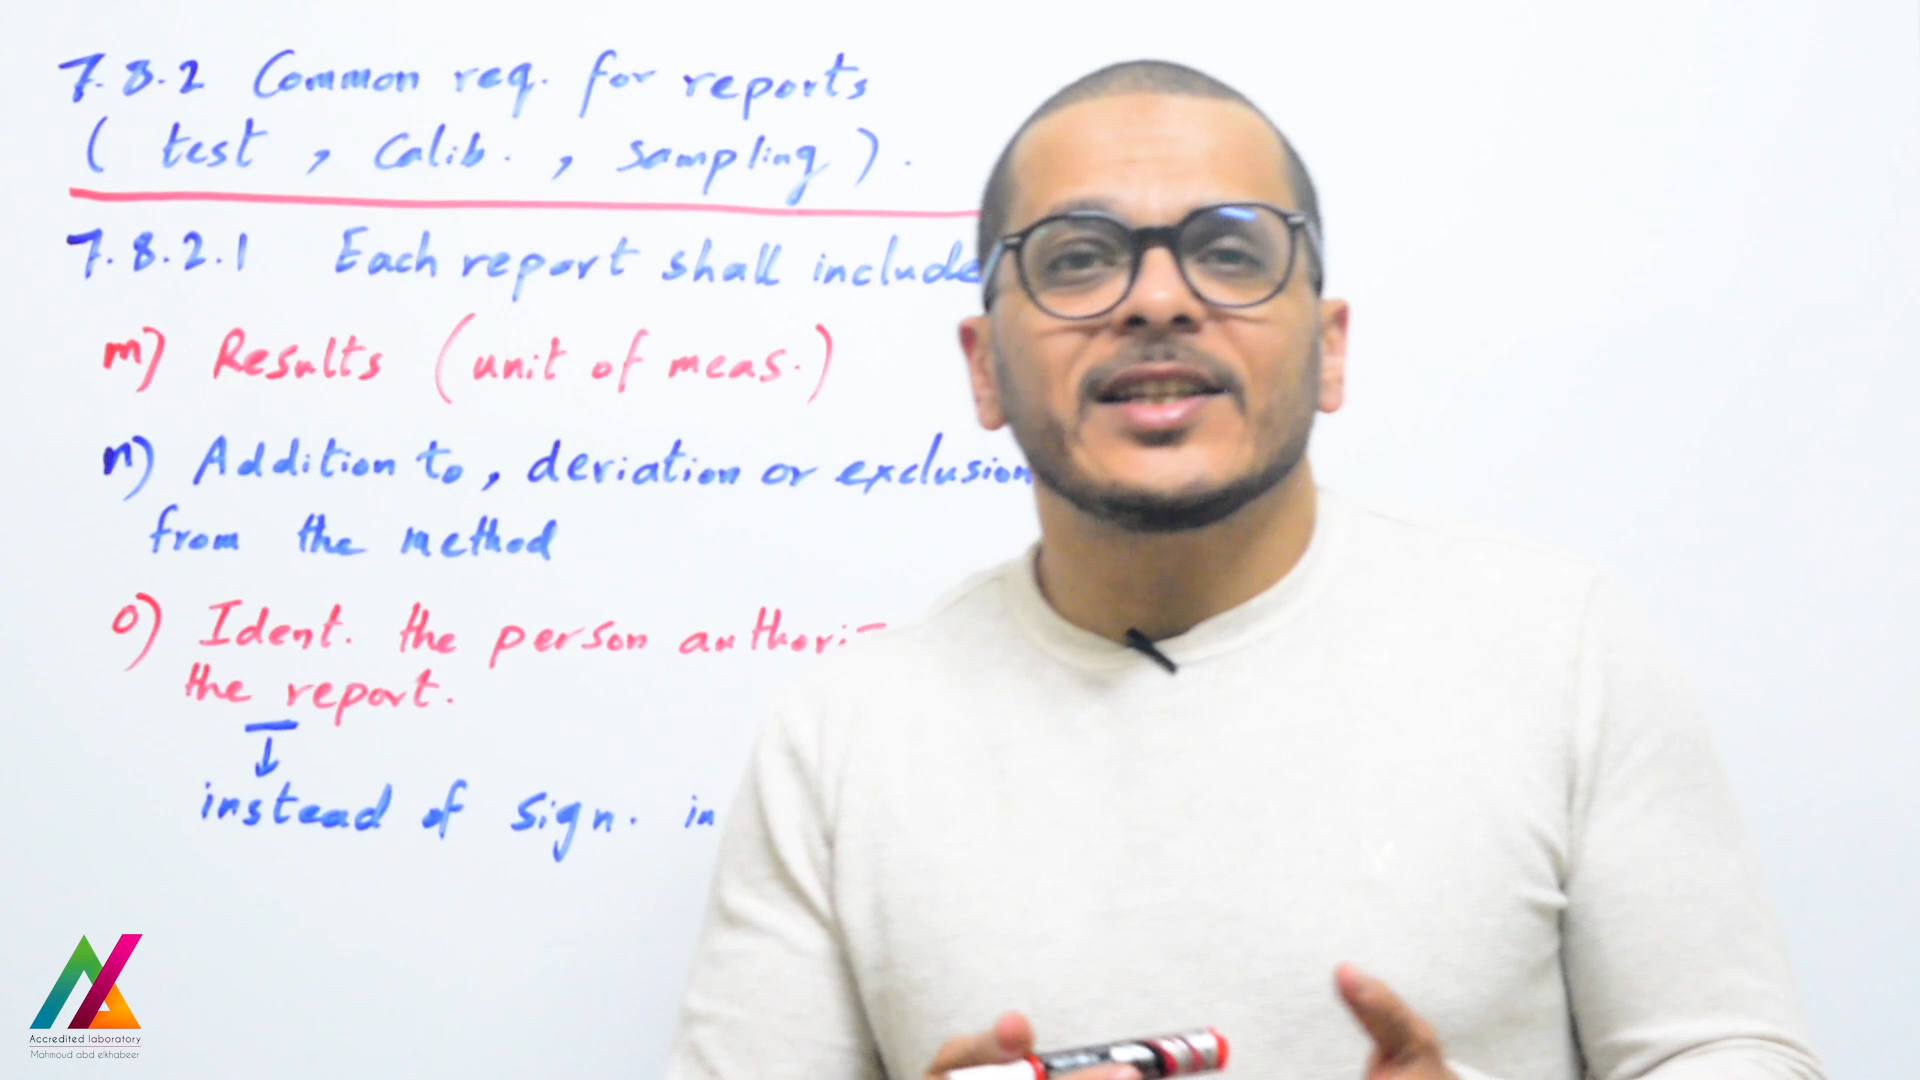 7.8.2 Common req. for reports
( test , Calib. , sampling ) .
7.8.2.1 Each report shall include
m) Results (unit of meas.)
n) Addition to, deviation or exclusion
from the method
o) Ident. the person authori-
the report.
instead of sign. in
Accredited laboratory
Mahmoud abd elkhabeer